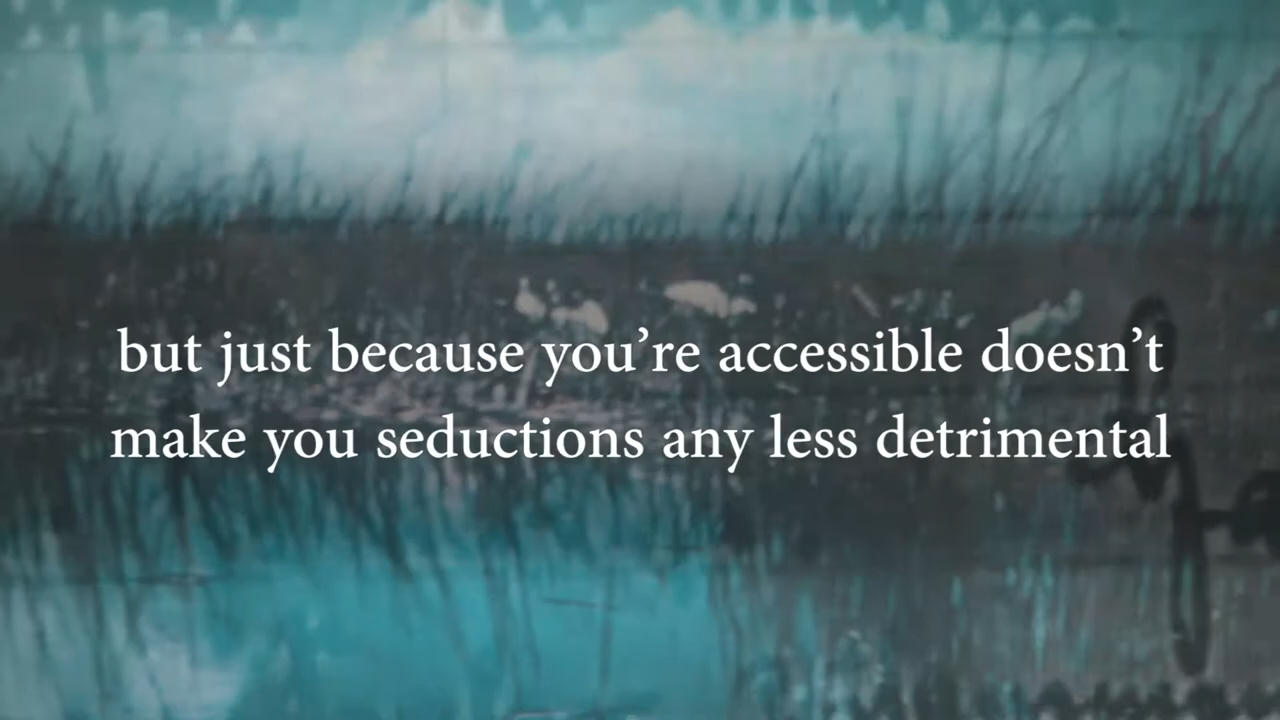 but just because you’re accessible doesn’t
make you seductions any less detrimental